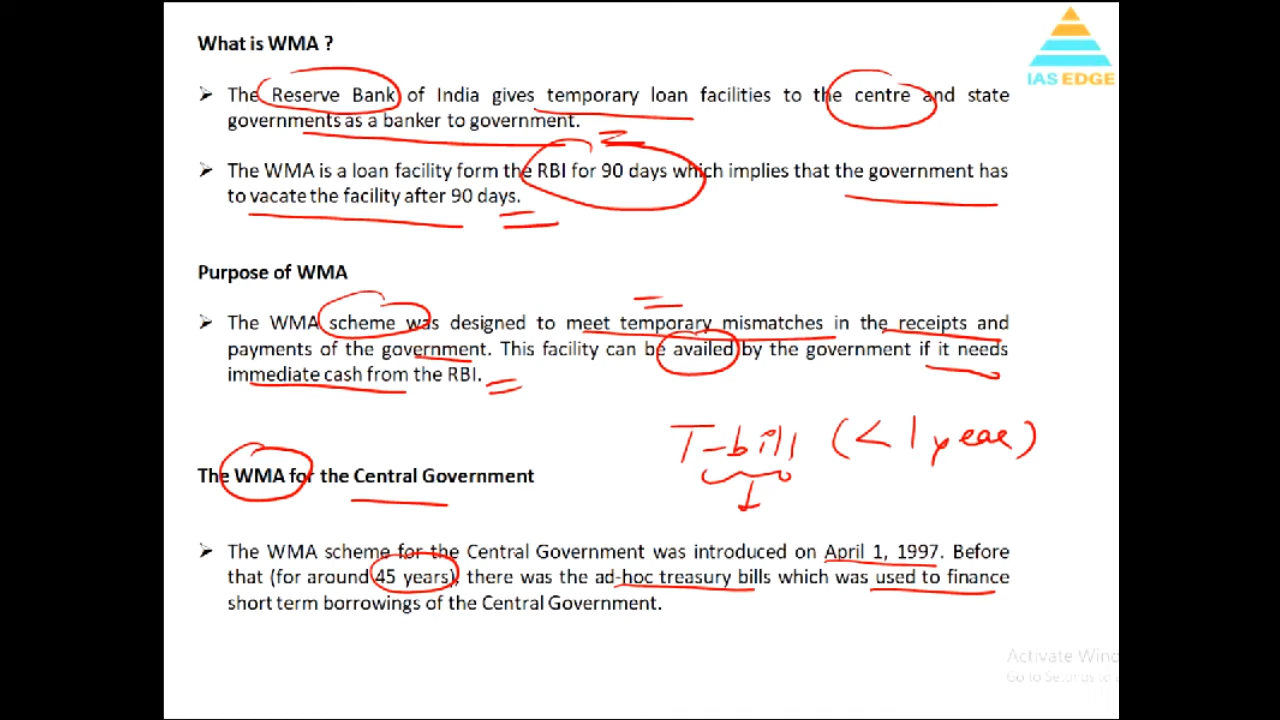 What is WMA ?
IAS EDGE
➢ The Reserve Bank of India gives temporary loan facilities to the centre and state
governments as a banker to government.
➢ The WMA is a loan facility form the RBI for 90 days which implies that the government has
to vacate the facility after 90 days.
Purpose of WMA
➢ The WMA scheme was designed to meet temporary mismatches in the receipts and
payments of the government. This facility can be availed by the government if it needs
immediate cash from the RBI.
T-bill (< 1 year)
The WMA for the Central Government
➢ The WMA scheme for the Central Government was introduced on April 1, 1997. Before
that (for around 45 years), there was the ad-hoc treasury bills which was used to finance
short term borrowings of the Central Government.
Activate Wind
Go to Settings to a